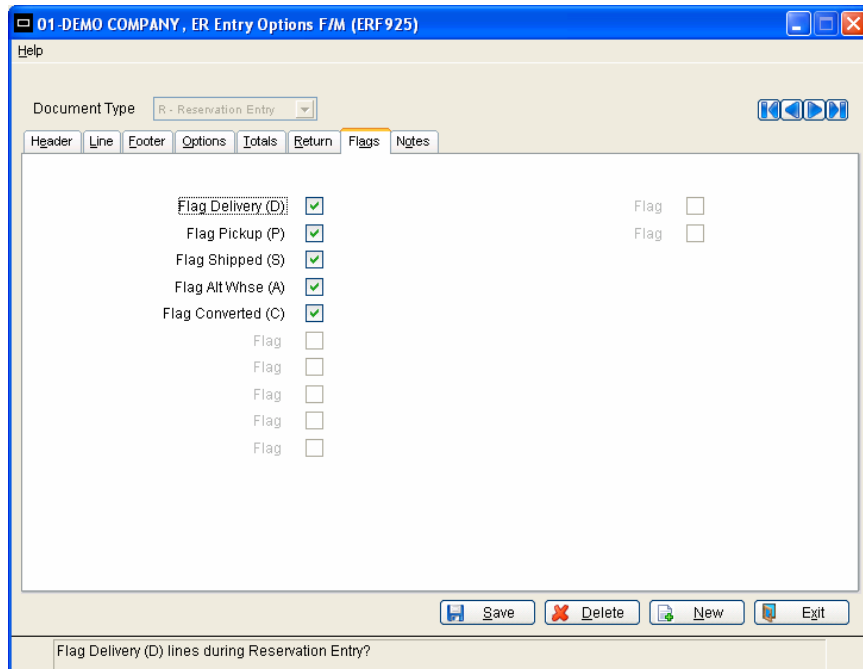 01-DEMO COMPANY, ER Entry Options F/M (ERF925)
Help
Document Type R - Reservation Entry
Header Line Footer Options Totals Return Flags Notes
Flag Delivery (D) Flag
Flag Pickup (P) Flag
Flag Shipped (S)
Flag Alt Whse (A)
Flag Converted (C)
Flag
Flag
Flag
Flag
Flag
Save Delete New Exit
Flag Delivery (D) lines during Reservation Entry?